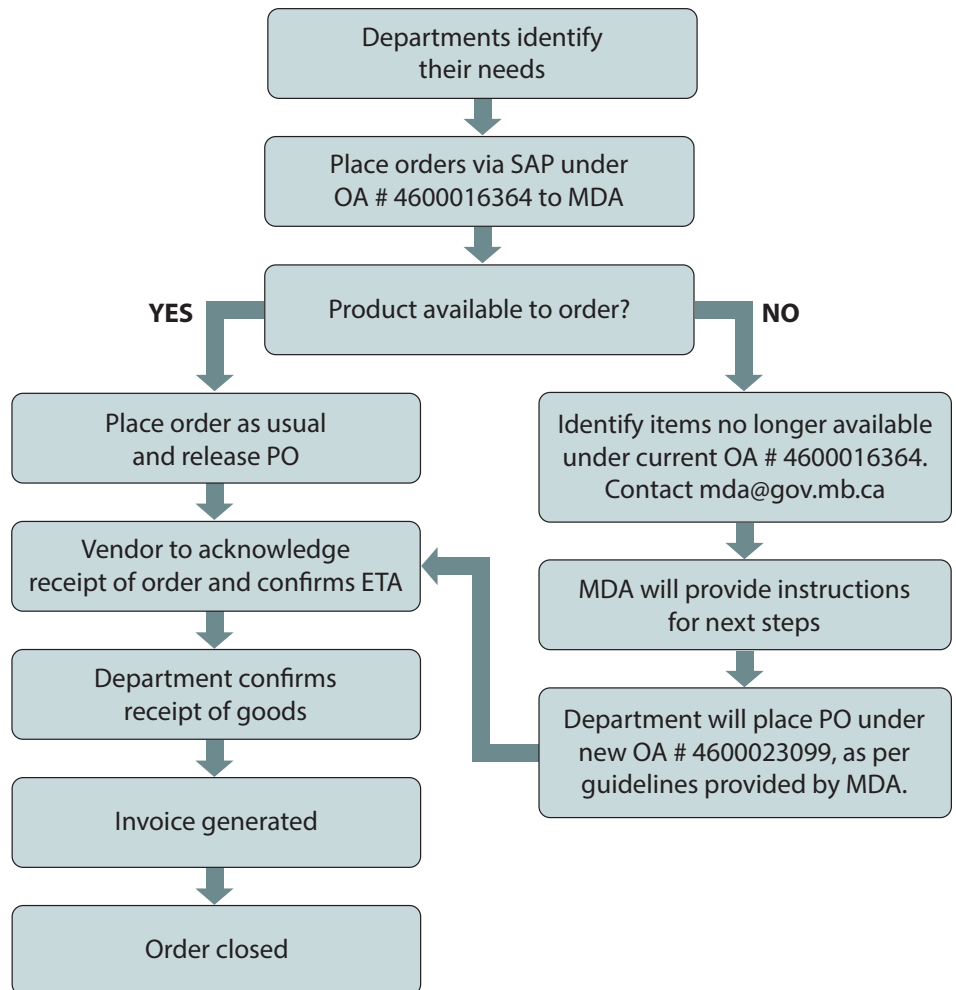 Departments identify
their needs
Place orders via SAP under
OA # 4600016364 to MDA
Product available to order?
YES
NO
Place order as usual
and release PO
Vendor to acknowledge
receipt of order and confirms ETA
Department confirms
receipt of goods
Invoice generated
Order closed
Identify items no longer available
under current OA # 4600016364.
Contact mda@gov.mb.ca
MDA will provide instructions
for next steps
Department will place PO under
new OA # 4600023099, as per
guidelines provided by MDA.